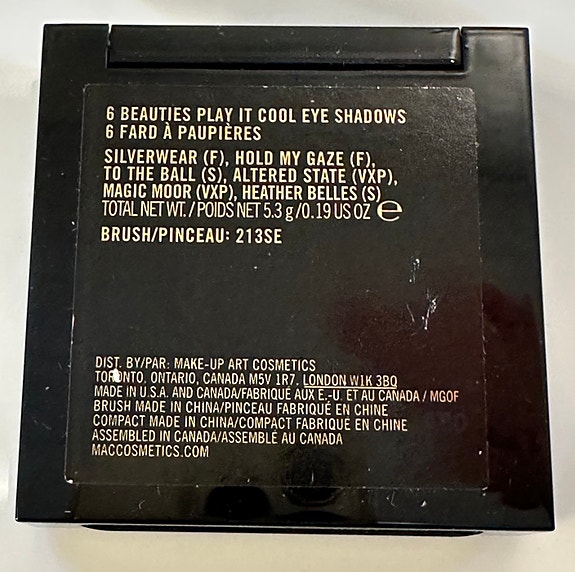 6 BEAUTIES PLAY IT COOL EYE SHADOWS
6 FARD À PAUPIÈRES
SILVERWEAR (F), HOLD MY GAZE (F),
TO THE BALL (S), ALTERED STATE (VXP),
MAGIC MOOR (VXP), HEATHER BELLES (S)
TOTAL NET WT. / POIDS NET 5.3 g /0.19 US OZ ℮
BRUSH/PINCEAU: 213SE
DIST. BY/PAR: MAKE-UP ART COSMETICS
TORONTO, ONTARIO, CANADA M5V 1R7, LONDON W1K 3BQ
MADE IN U.S.A. AND CANADA/FABRIQUÉ AUX É.-U. ET AU CANADA / MGOF
BRUSH MADE IN CHINA/PINCEAU FABRIQUÉ EN CHINE
COMPACT MADE IN CHINA/COMPACT FABRIQUÉ EN CHINE
ASSEMBLED IN CANADA/ASSEMBLÉ AU CANADA
MACCOSMETICS.COM